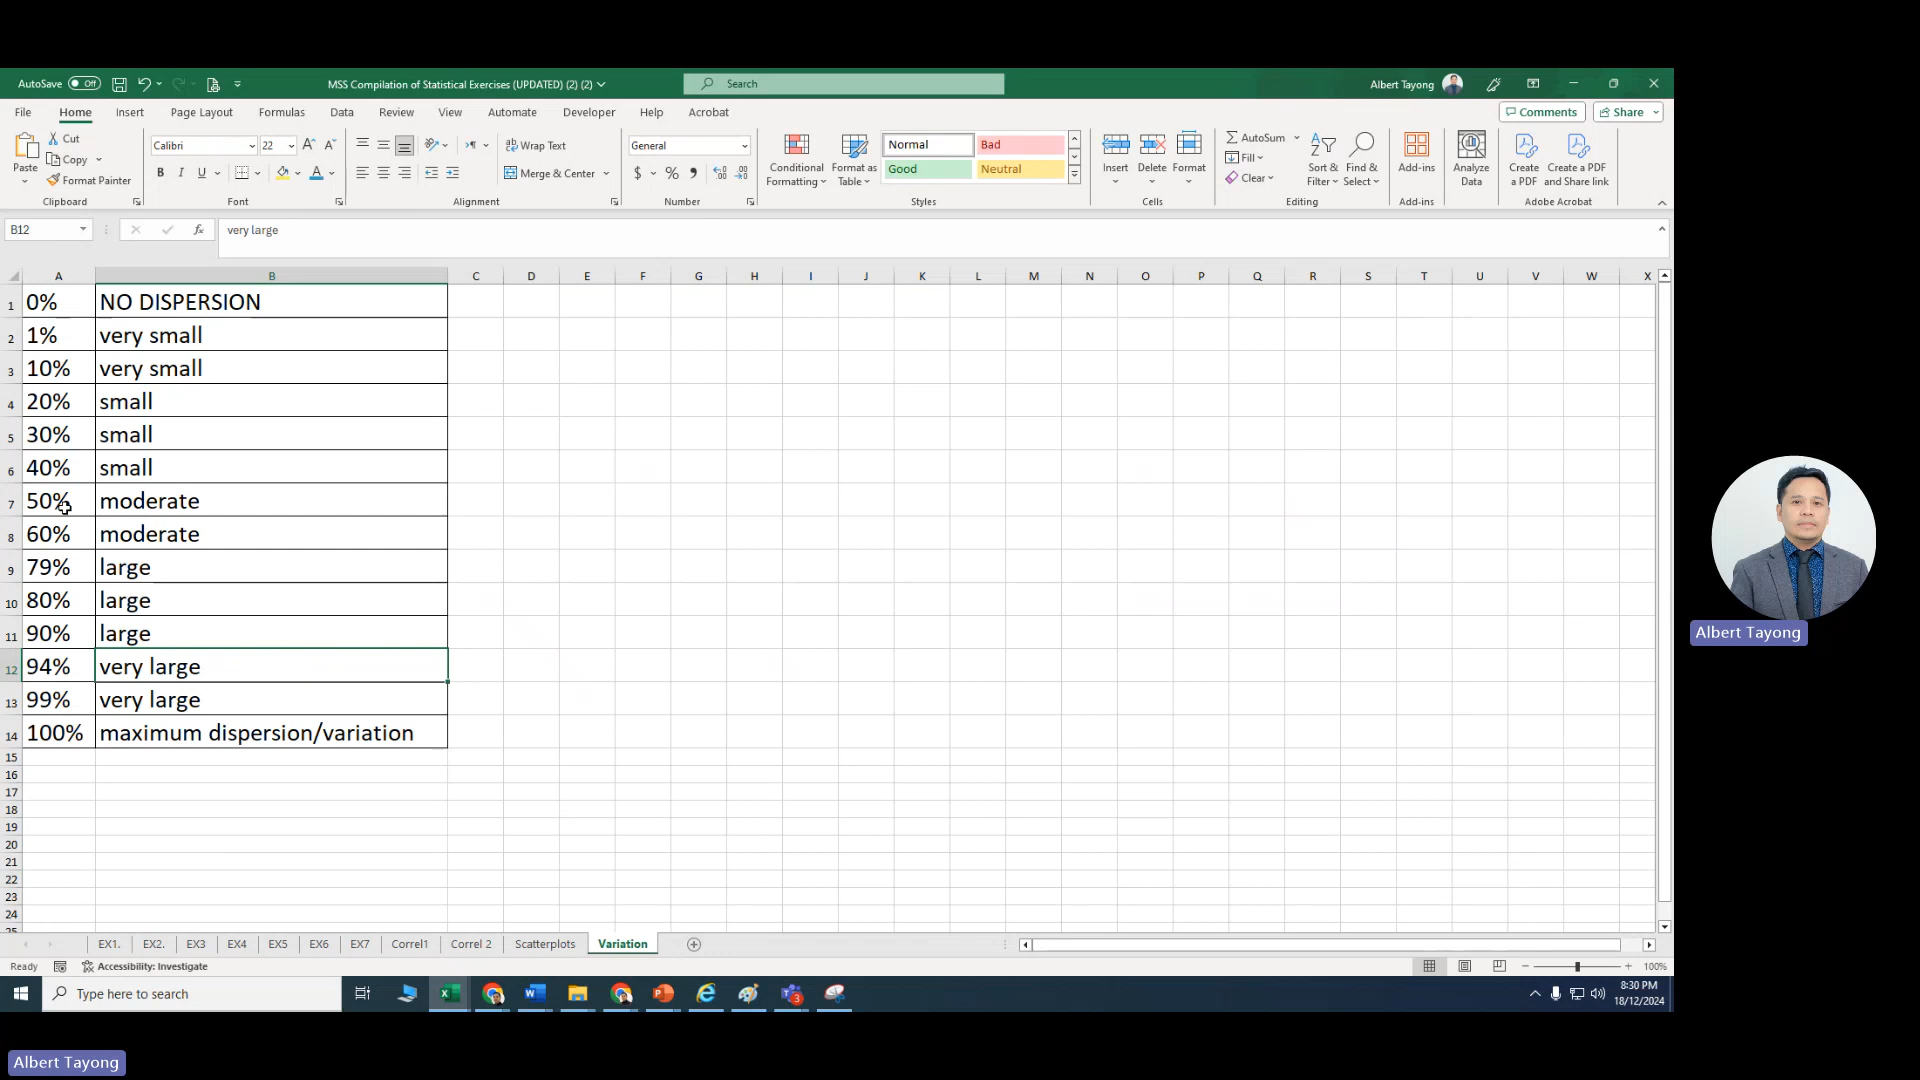 AutoSave Off
MSS Compilation of Statistical Exercises (UPDATED) (2) (2)
Search
Albert Tayong
File Home Insert Page Layout Formulas Data Review View Automate Developer Help Acrobat
Comments Share
Paste
Cut
Copy
Format Painter
Clipboard
Calibri 22
B I U
Font
Wrap Text
Merge & Center
Alignment
General
$ % ,
Number
Conditional Formatting
Format as Table
Normal Bad
Good Neutral
Styles
Insert Delete Format
Cells
AutoSum
Fill
Clear
Sort & Filter
Find & Select
Editing
Add-ins
Add-ins
Analyze Data
Create a PDF
Create a PDF and Share link
Adobe Acrobat
B12 fx very large
A B C D E F G H I J K L M N O P Q R S T U V W X
1 0% NO DISPERSION
2 1% very small
3 10% very small
4 20% small
5 30% small
6 40% small
7 50% moderate
8 60% moderate
9 79% large
10 80% large
11 90% large
12 94% very large
13 99% very large
14 100% maximum dispersion/variation
15
16
17
18
19
20
21
22
23
24
25
EX1. EX2. EX3 EX4 EX5 EX6 EX7 Correl1 Correl 2 Scatterplots Variation
Ready Accessibility: Investigate 100%
Type here to search
3
8:30 PM
18/12/2024
Albert Tayong
Albert Tayong